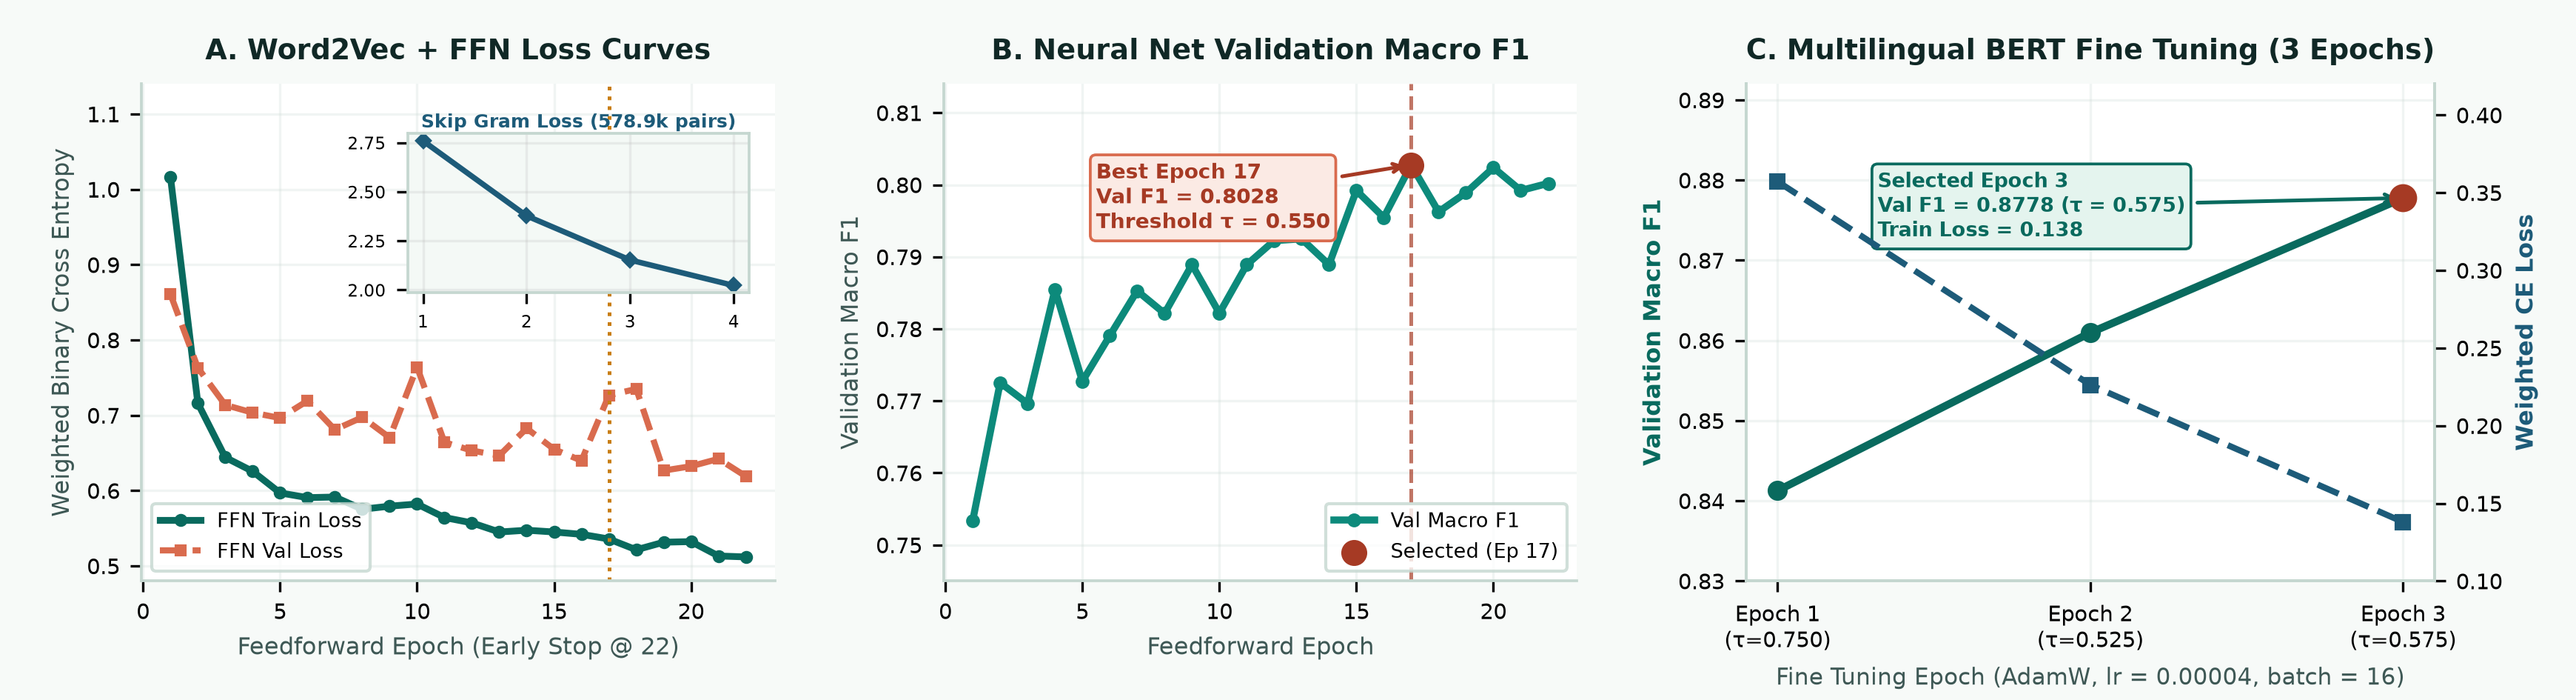 A. Word2Vec + FFN Loss Curves
Weighted Binary Cross Entropy
1.1
1.0
0.9
0.8
0.7
0.6
0.5
Skip Gram Loss (578.9k pairs)
2.75
2.50
2.25
2.00
1 2 3 4
FFN Train Loss
FFN Val Loss
0 5 10 15 20
Feedforward Epoch (Early Stop @ 22)
B. Neural Net Validation Macro F1
Validation Macro F1
0.81
0.80
0.79
0.78
0.77
0.76
0.75
Best Epoch 17
Val F1 = 0.8028
Threshold τ = 0.550
Val Macro F1
Selected (Ep 17)
0 5 10 15 20
Feedforward Epoch
C. Multilingual BERT Fine Tuning (3 Epochs)
Validation Macro F1
0.89
0.88
0.87
0.86
0.85
0.84
0.83
Selected Epoch 3
Val F1 = 0.8778 (τ = 0.575)
Train Loss = 0.138
0.40
0.35
0.30
0.25
0.20
0.15
0.10
Weighted CE Loss
Epoch 1 Epoch 2 Epoch 3
(τ=0.750) (τ=0.525) (τ=0.575)
Fine Tuning Epoch (AdamW, lr = 0.00004, batch = 16)